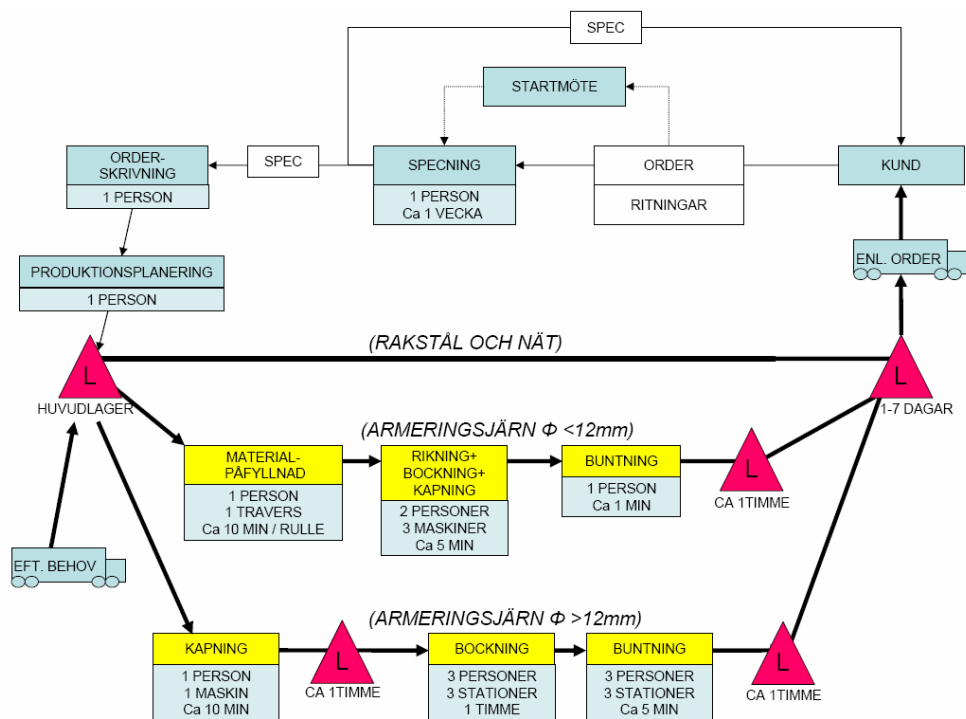 SPEC
STARTMÖTE
ORDER-
SKRIVNING
1 PERSON
SPEC
SPECNING
1 PERSON
Ca 1 VECKA
ORDER
RITNINGAR
KUND
PRODUKTIONSPLANERING
1 PERSON
ENL. ORDER
(RAKSTÅL OCH NÄT)
L
HUVUDLAGER
L
1-7 DAGAR
(ARMERINGSJÄRN Φ <12mm)
MATERIAL-
PÅFYLLNAD
1 PERSON
1 TRAVERS
Ca 10 MIN / RULLE
RIKNING+
BOCKNING+
KAPNING
2 PERSONER
3 MASKINER
Ca 5 MIN
BUNTNING
1 PERSON
Ca 1 MIN
L
CA 1TIMME
EFT. BEHOV
(ARMERINGSJÄRN Φ >12mm)
KAPNING
1 PERSON
1 MASKIN
Ca 10 MIN
L
CA 1TIMME
BOCKNING
3 PERSONER
3 STATIONER
1 TIMME
BUNTNING
3 PERSONER
3 STATIONER
Ca 5 MIN
L
CA 1TIMME